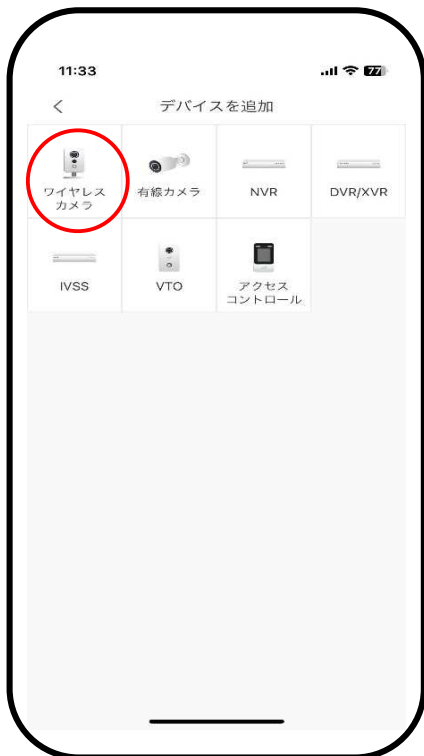 11:33
77
デバイスを追加
ワイヤレス
カメラ
有線カメラ
NVR
DVR/XVR
IVSS
VTO
アクセス
コントロール